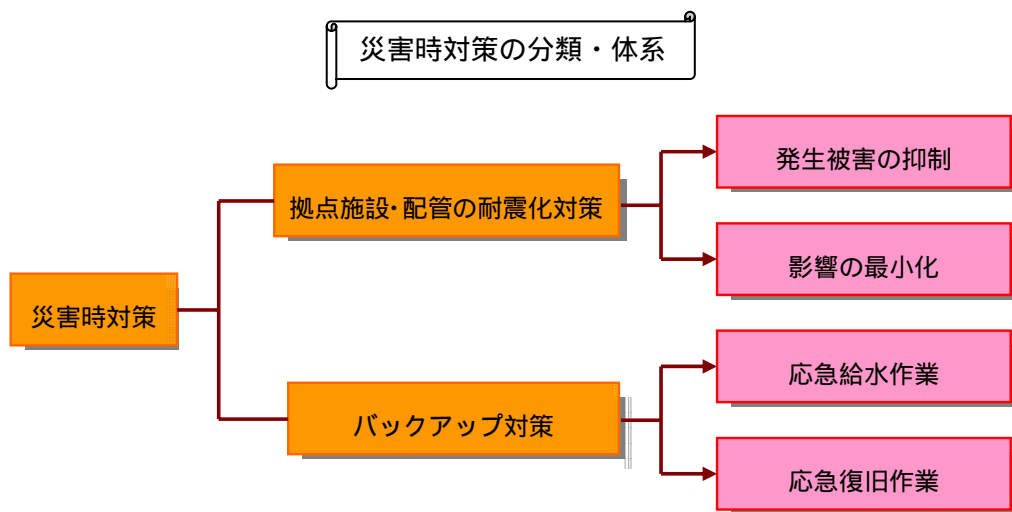 災害時対策の分類・体系
発生被害の抑制
拠点施設・配管の耐震化対策
影響の最小化
災害時対策
応急給水作業
バックアップ対策
応急復旧作業